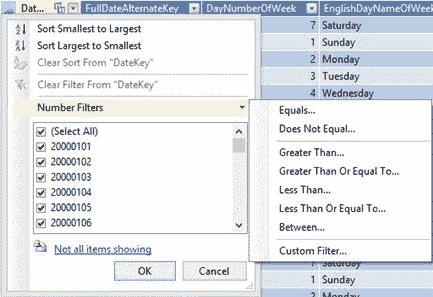 Dat... FullDateAlternateKey DayNumberOfWeek EnglishDayNameOfWeek
Sort Smallest to Largest
Sort Largest to Smallest
Clear Sort From "DateKey"
Clear Filter From "DateKey"
Number Filters
(Select All)
20000101
20000102
20000103
20000104
20000105
20000106
Not all items showing
OK Cancel
7 Saturday
1 Sunday
2 Monday
3 Tuesday
4 Wednesday
Equals...
Does Not Equal...
Greater Than...
Greater Than Or Equal To...
Less Than...
Less Than Or Equal To...
Between...
Custom Filter...
7 Saturday
1 Sunday
2 Monday